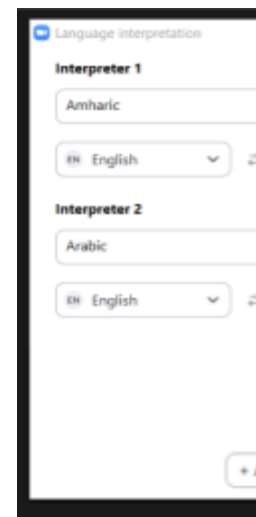 Language interpretation
Interpreter 1
Amharic
EN English
Interpreter 2
Arabic
EN English
+ A